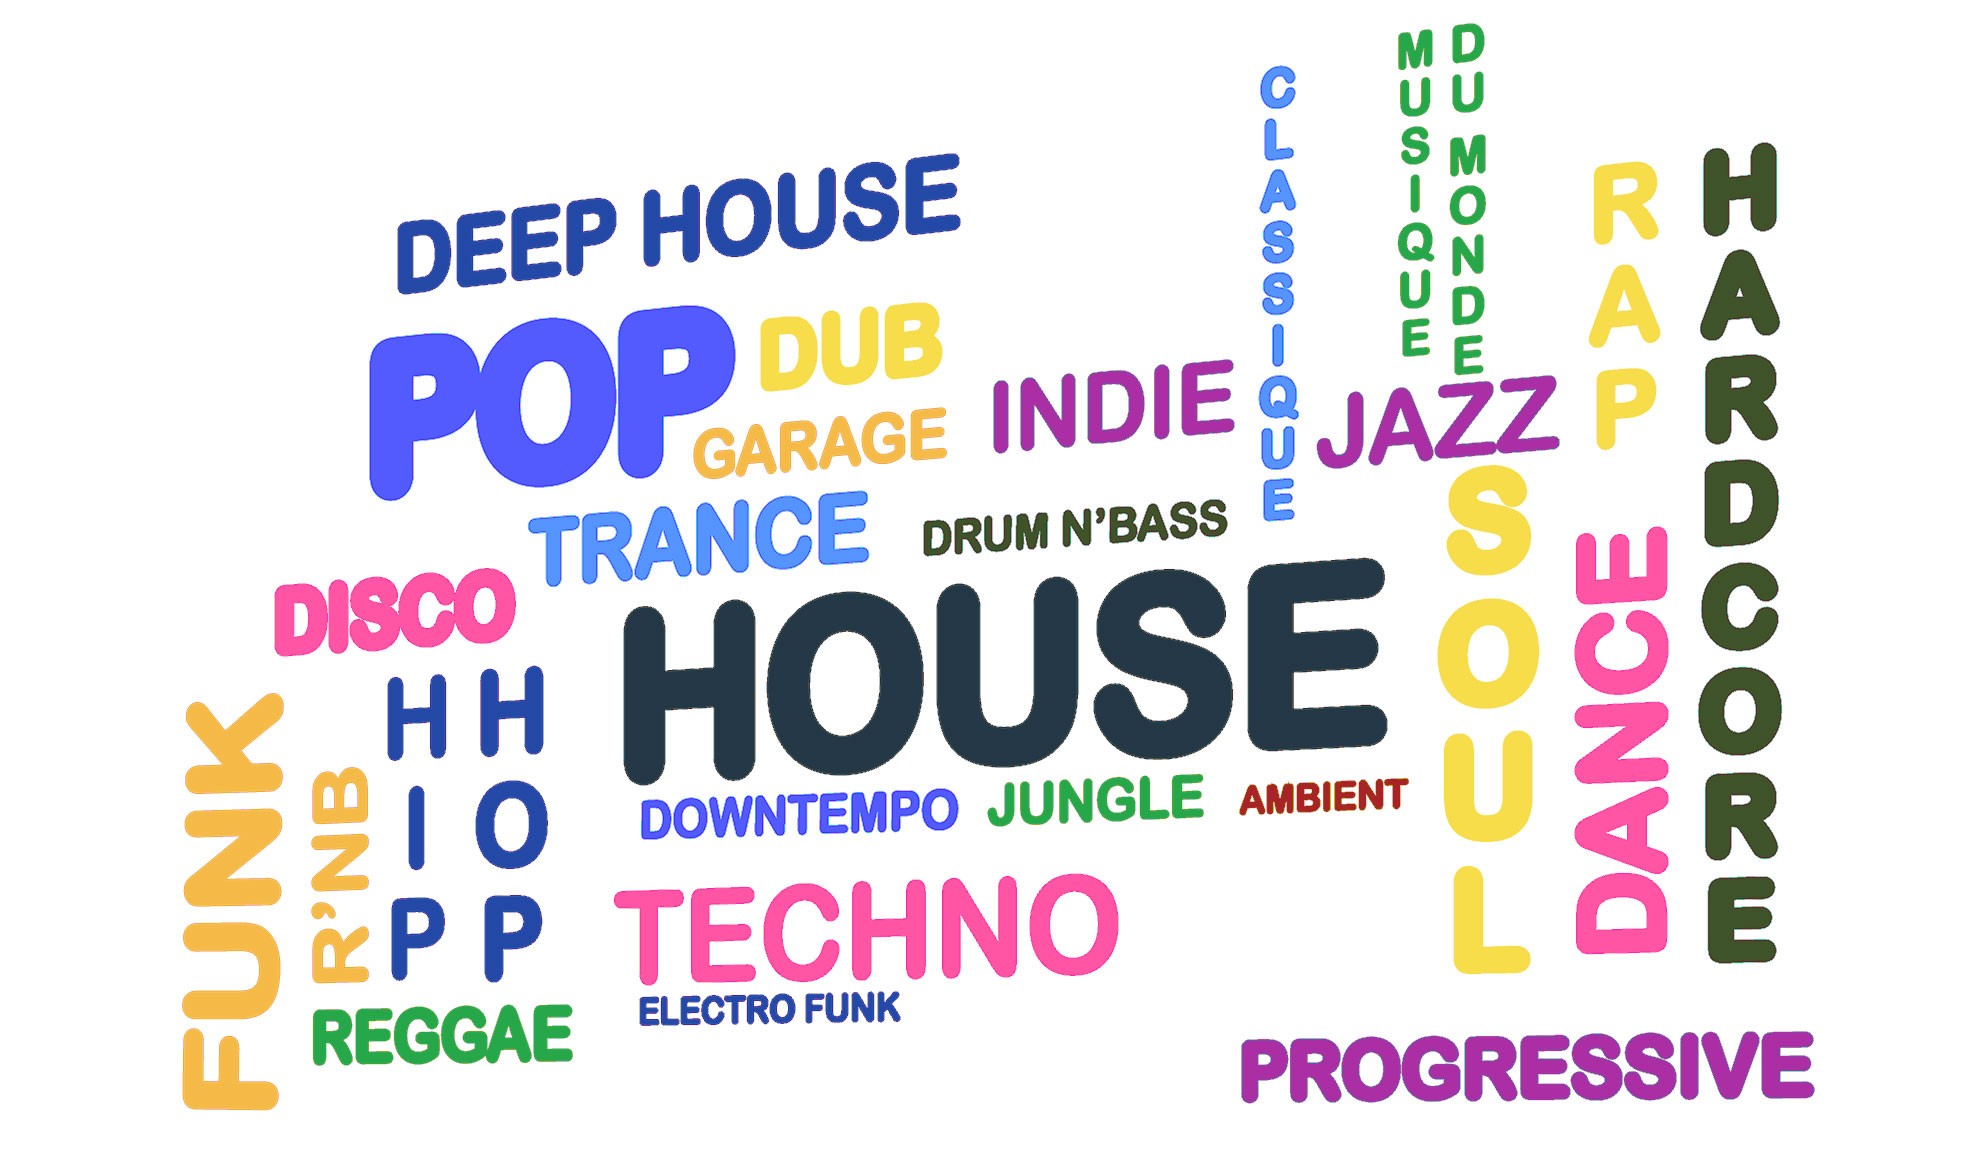 DEEP HOUSE
POP
DUB
GARAGE
INDIE
CLASSIQUE
MUSIQUE
DU MONDE
JAZZ
RAP
HARDCORE
TRANCE
DRUM N’BASS
DISCO
HOUSE
SOUL
DANCE
FUNK
R’NB
HIP
HOP
DOWNTEMPO
JUNGLE
AMBIENT
TECHNO
REGGAE
ELECTRO FUNK
PROGRESSIVE